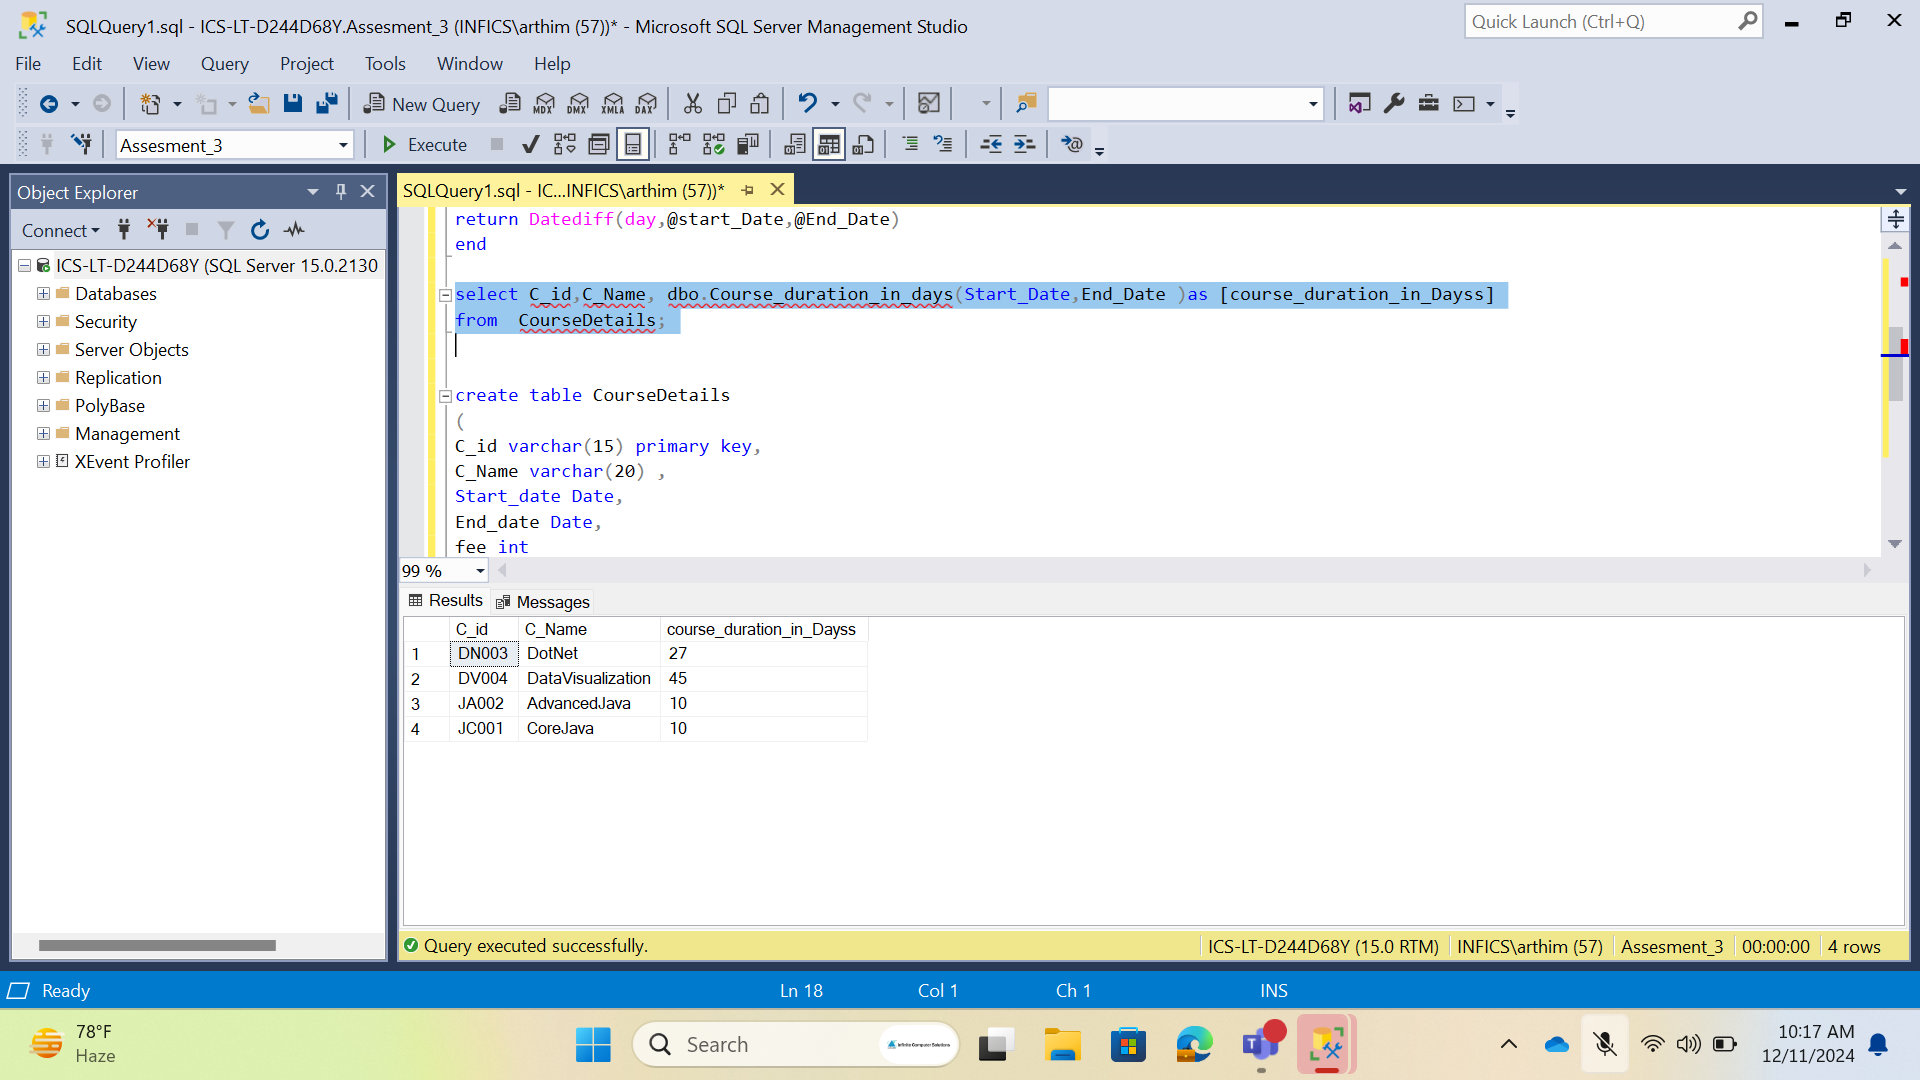 SQLQuery1.sql - ICS-LT-D244D68Y.Assesment_3 (INFICS\arthim (57))* - Microsoft SQL Server Management Studio
Quick Launch (Ctrl+Q)
File Edit View Query Project Tools Window Help
New Query MDX DMX XMLA DAX
Assesment_3 Execute
Object Explorer
Connect
ICS-LT-D244D68Y (SQL Server 15.0.2130
Databases
Security
Server Objects
Replication
PolyBase
Management
XEvent Profiler
SQLQuery1.sql - IC...INFICS\arthim (57))*
return Datediff(day,@start_Date,@End_Date)
end
select C_id,C_Name, dbo.Course_duration_in_days(Start_Date,End_Date )as [course_duration_in_Dayss]
from  CourseDetails;
create table CourseDetails
(
C_id varchar(15) primary key,
C_Name varchar(20) ,
Start_date Date,
End_date Date,
fee int
99 %
Results Messages
C_id C_Name course_duration_in_Dayss
1 DN003 DotNet 27
2 DV004 DataVisualization 45
3 JA002 AdvancedJava 10
4 JC001 CoreJava 10
Query executed successfully. ICS-LT-D244D68Y (15.0 RTM) INFICS\arthim (57) Assesment_3 00:00:00 4 rows
Ready Ln 18 Col 1 Ch 1 INS
78°F
Haze
Search
Infinite Computer Solutions
10:17 AM
12/11/2024